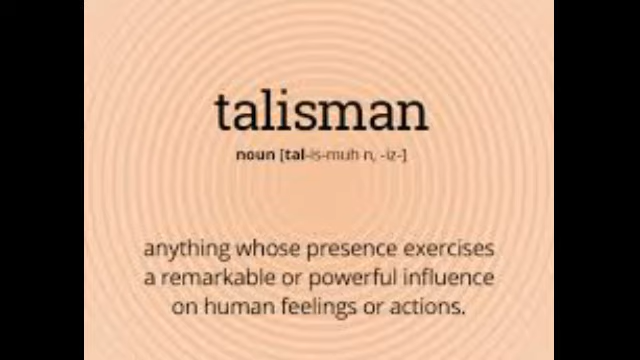 talisman
noun [tal-is-muh n, -iz-]
anything whose presence exercises
a remarkable or powerful influence
on human feelings or actions.